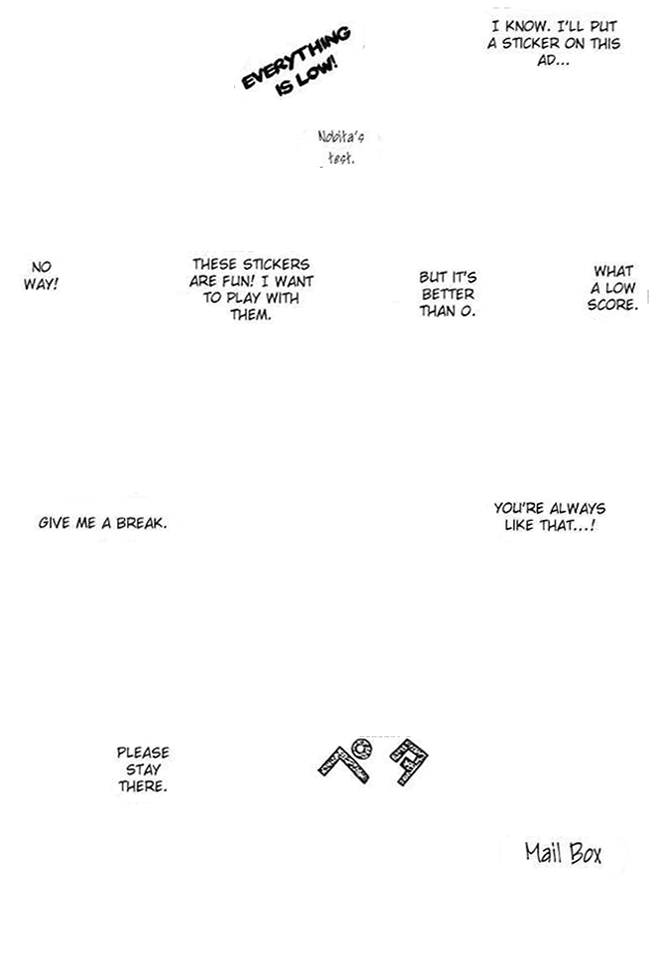 I KNOW. I'LL PUT
A STICKER ON THIS
AD...
EVERYTHING
IS LOW!
Nobita's
test.
WHAT
A LOW
SCORE.
BUT IT'S
BETTER
THAN 0.
THESE STICKERS
ARE FUN! I WANT
TO PLAY WITH
THEM.
NO
WAY!
YOU'RE ALWAYS
LIKE THAT...!
GIVE ME A BREAK.
ペタ
PLEASE
STAY
THERE.
Mail Box